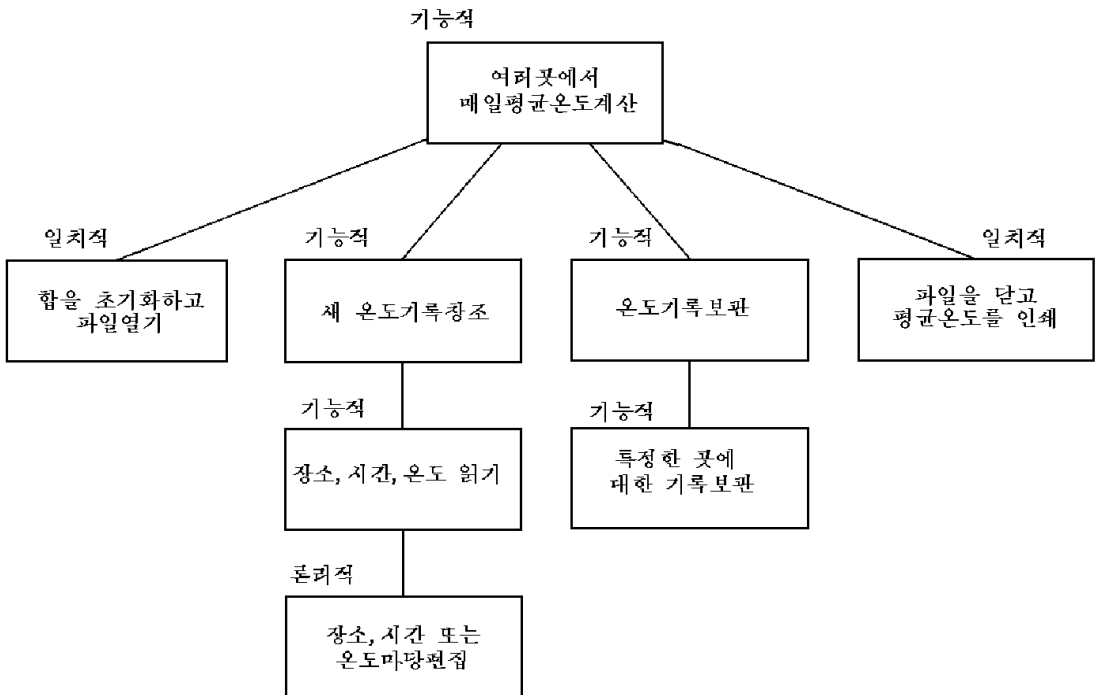 기능적
여러곳에서
매일평균온도계산
일치적
기능적
기능적
일치적
합을 초기화하고
파일열기
새 온도기록창조
온도기록보관
파일을 닫고
평균온도를 인쇄
기능적
기능적
장소, 시간, 온도 읽기
특정한 곳에
대한 기록보관
론리적
장소, 시간 또는
온도마당편집